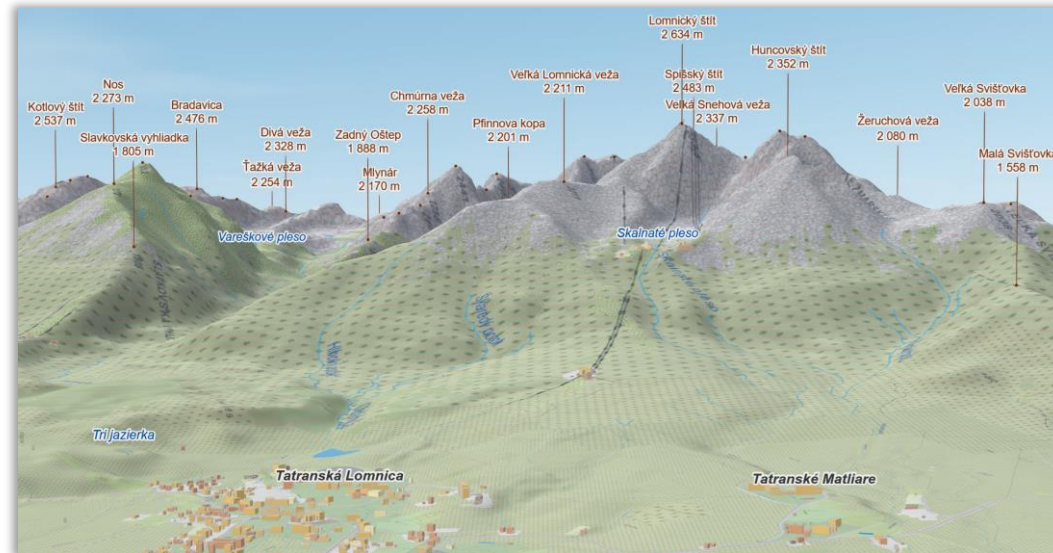 Lomnický štít
2 634 m
Huncovský štít
2 352 m
Nos
2 273 m
Kotlový štít
2 537 m
Bradavica
2 476 m
Slavkovská vyhliadka
1 805 m
Divá veža
2 328 m
Ťažká veža
2 254 m
Zadný Oštep
1 888 m
Mlynár
2 170 m
Chmúrna veža
2 258 m
Pfinnova kopa
2 201 m
Veľká Lomnická veža
2 211 m
Spišský štít
2 483 m
Veľká Snehová veža
2 337 m
Žeruchová veža
2 080 m
Veľká Svišťovka
2 038 m
Malá Svišťovka
1 558 m
Vareškové pleso
Skalnaté pleso
Tri jazierka
Tatranská Lomnica
Tatranské Matliare